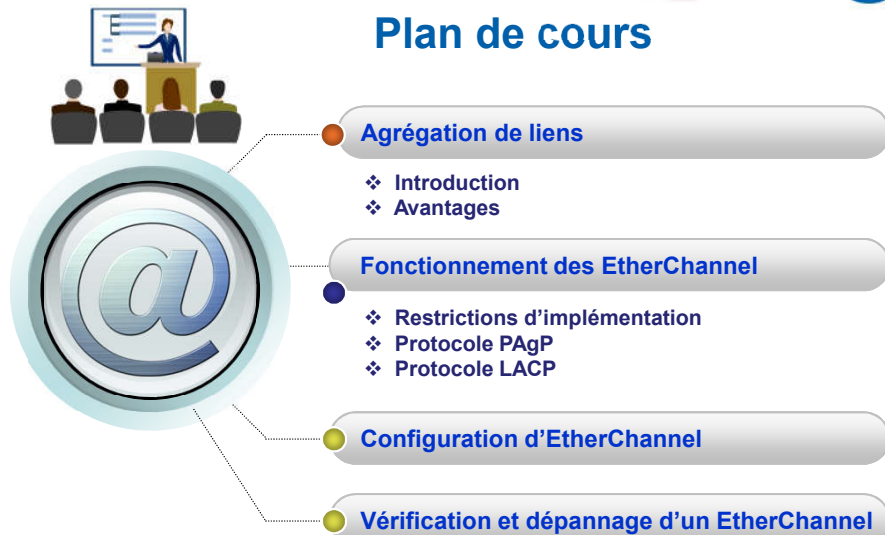 Plan de cours
Agrégation de liens
❖ Introduction
❖ Avantages
Fonctionnement des EtherChannel
❖ Restrictions d’implémentation
❖ Protocole PAgP
❖ Protocole LACP
@
Configuration d’EtherChannel
Vérification et dépannage d’un EtherChannel